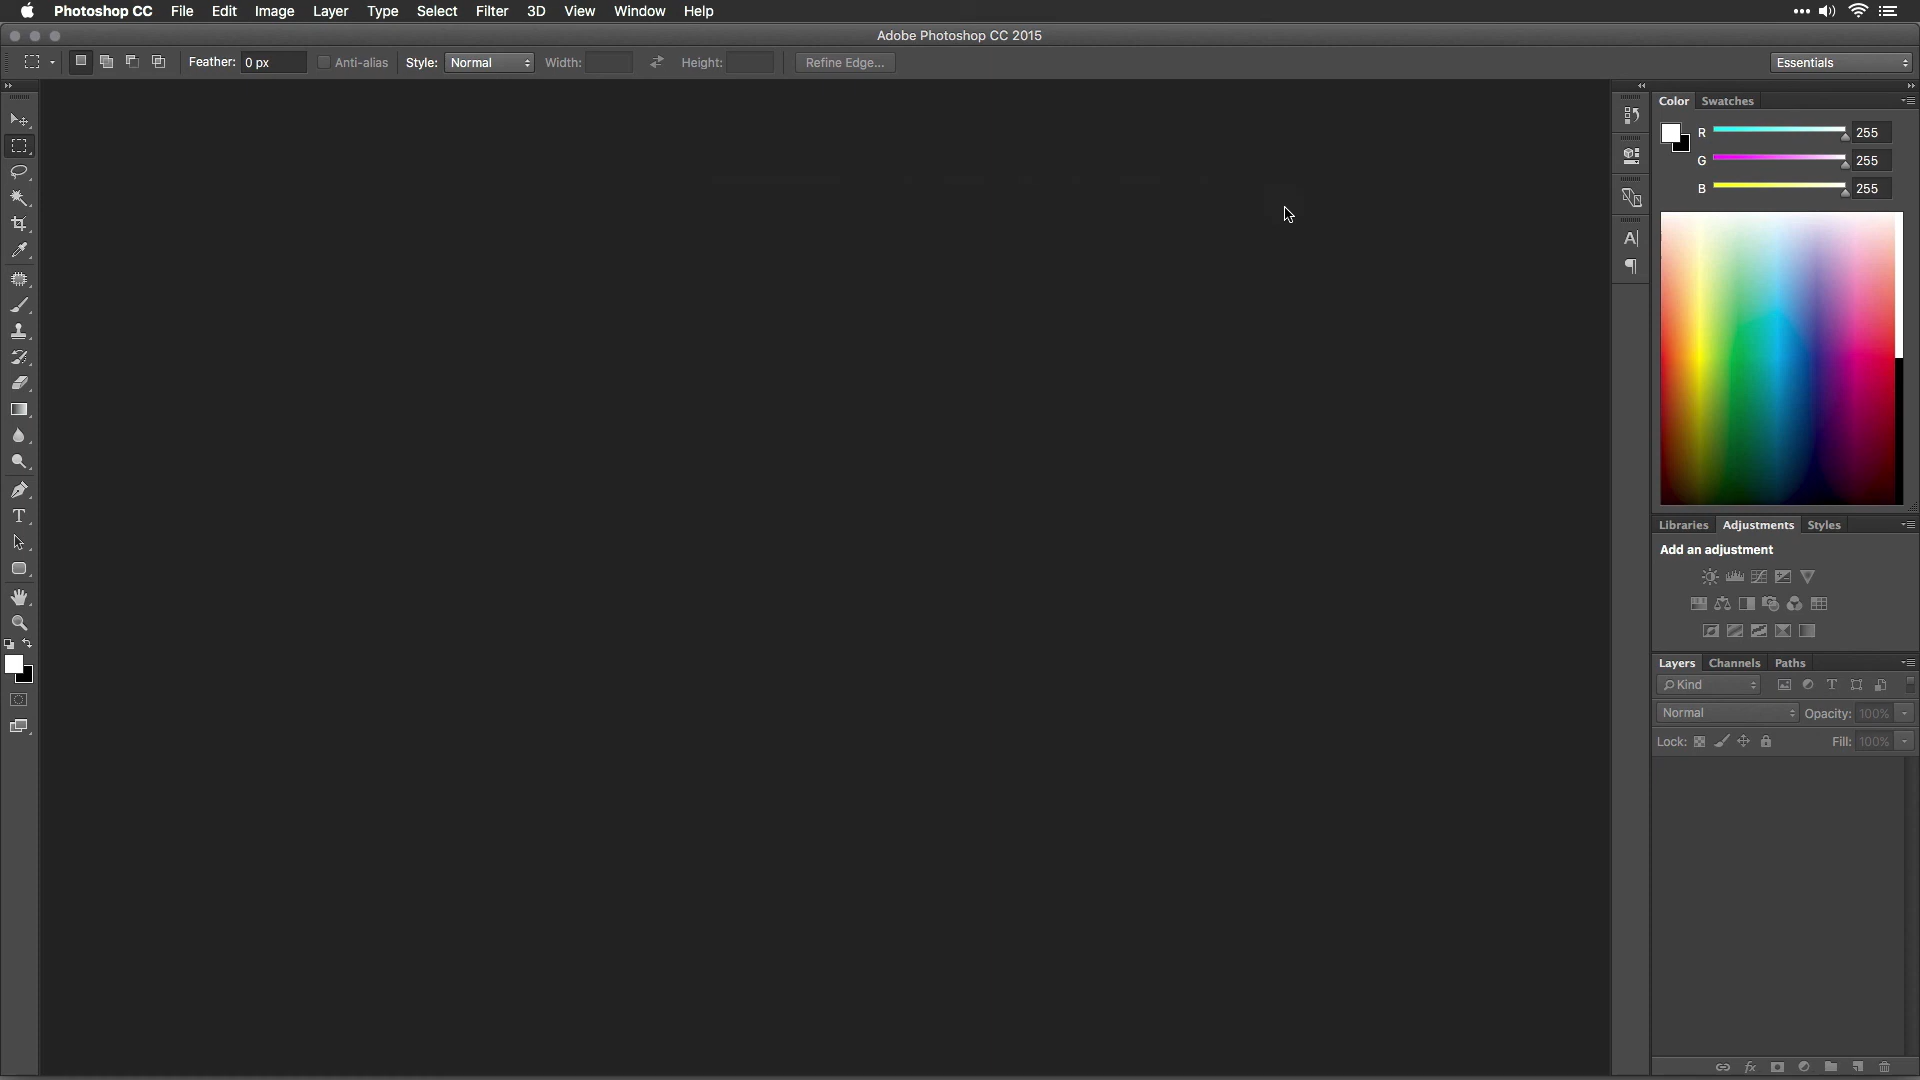 Photoshop CC File Edit Image Layer Type Select Filter 3D View Window Help
Adobe Photoshop CC 2015
Feather: 0 px Anti-alias Style: Normal Width: Height: Refine Edge... Essentials
Color Swatches
R 255
G 255
B 255
Libraries Adjustments Styles
Add an adjustment
Layers Channels Paths
Kind
Normal Opacity: 100%
Lock: Fill: 100%